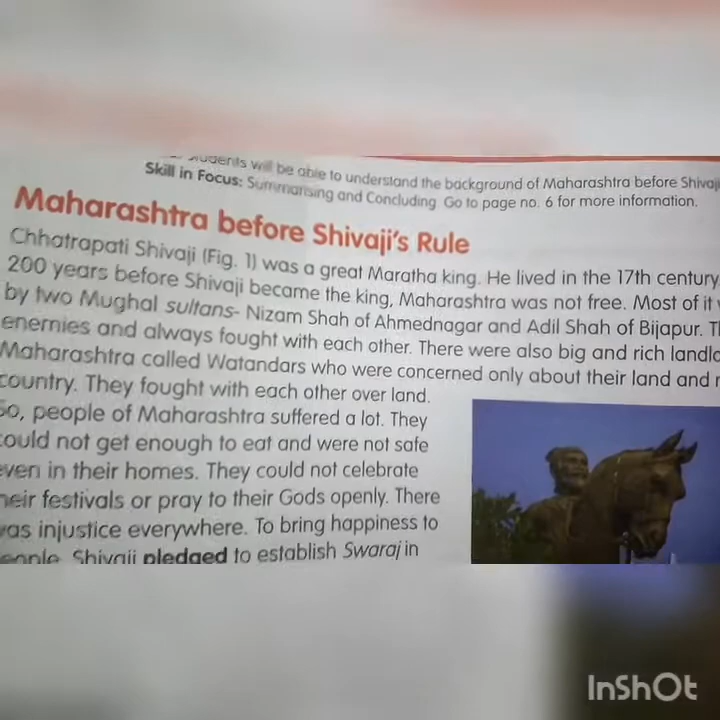 students will be able to understand the background of Maharashtra before Shivaji
Skill in Focus: Summarising and Concluding Go to page no. 6 for more information.
Maharashtra before Shivaji's Rule
Chhatrapati Shivaji (Fig. 1) was a great Maratha king. He lived in the 17th century
200 years before Shivaji became the king, Maharashtra was not free. Most of it
by two Mughal sultans- Nizam Shah of Ahmednagar and Adil Shah of Bijapur.
enemies and always fought with each other. There were also big and rich
Maharashtra called Watandars who were concerned only about their land and
country. They fought with each other over land.
So, people of Maharashtra suffered a lot. They
could not get enough to eat and were not safe
even in their homes. They could not celebrate
their festivals or pray to their Gods openly. There
was injustice everywhere. To bring happiness to
people, Shivaji pledged to establish Swaraj in
InShOt